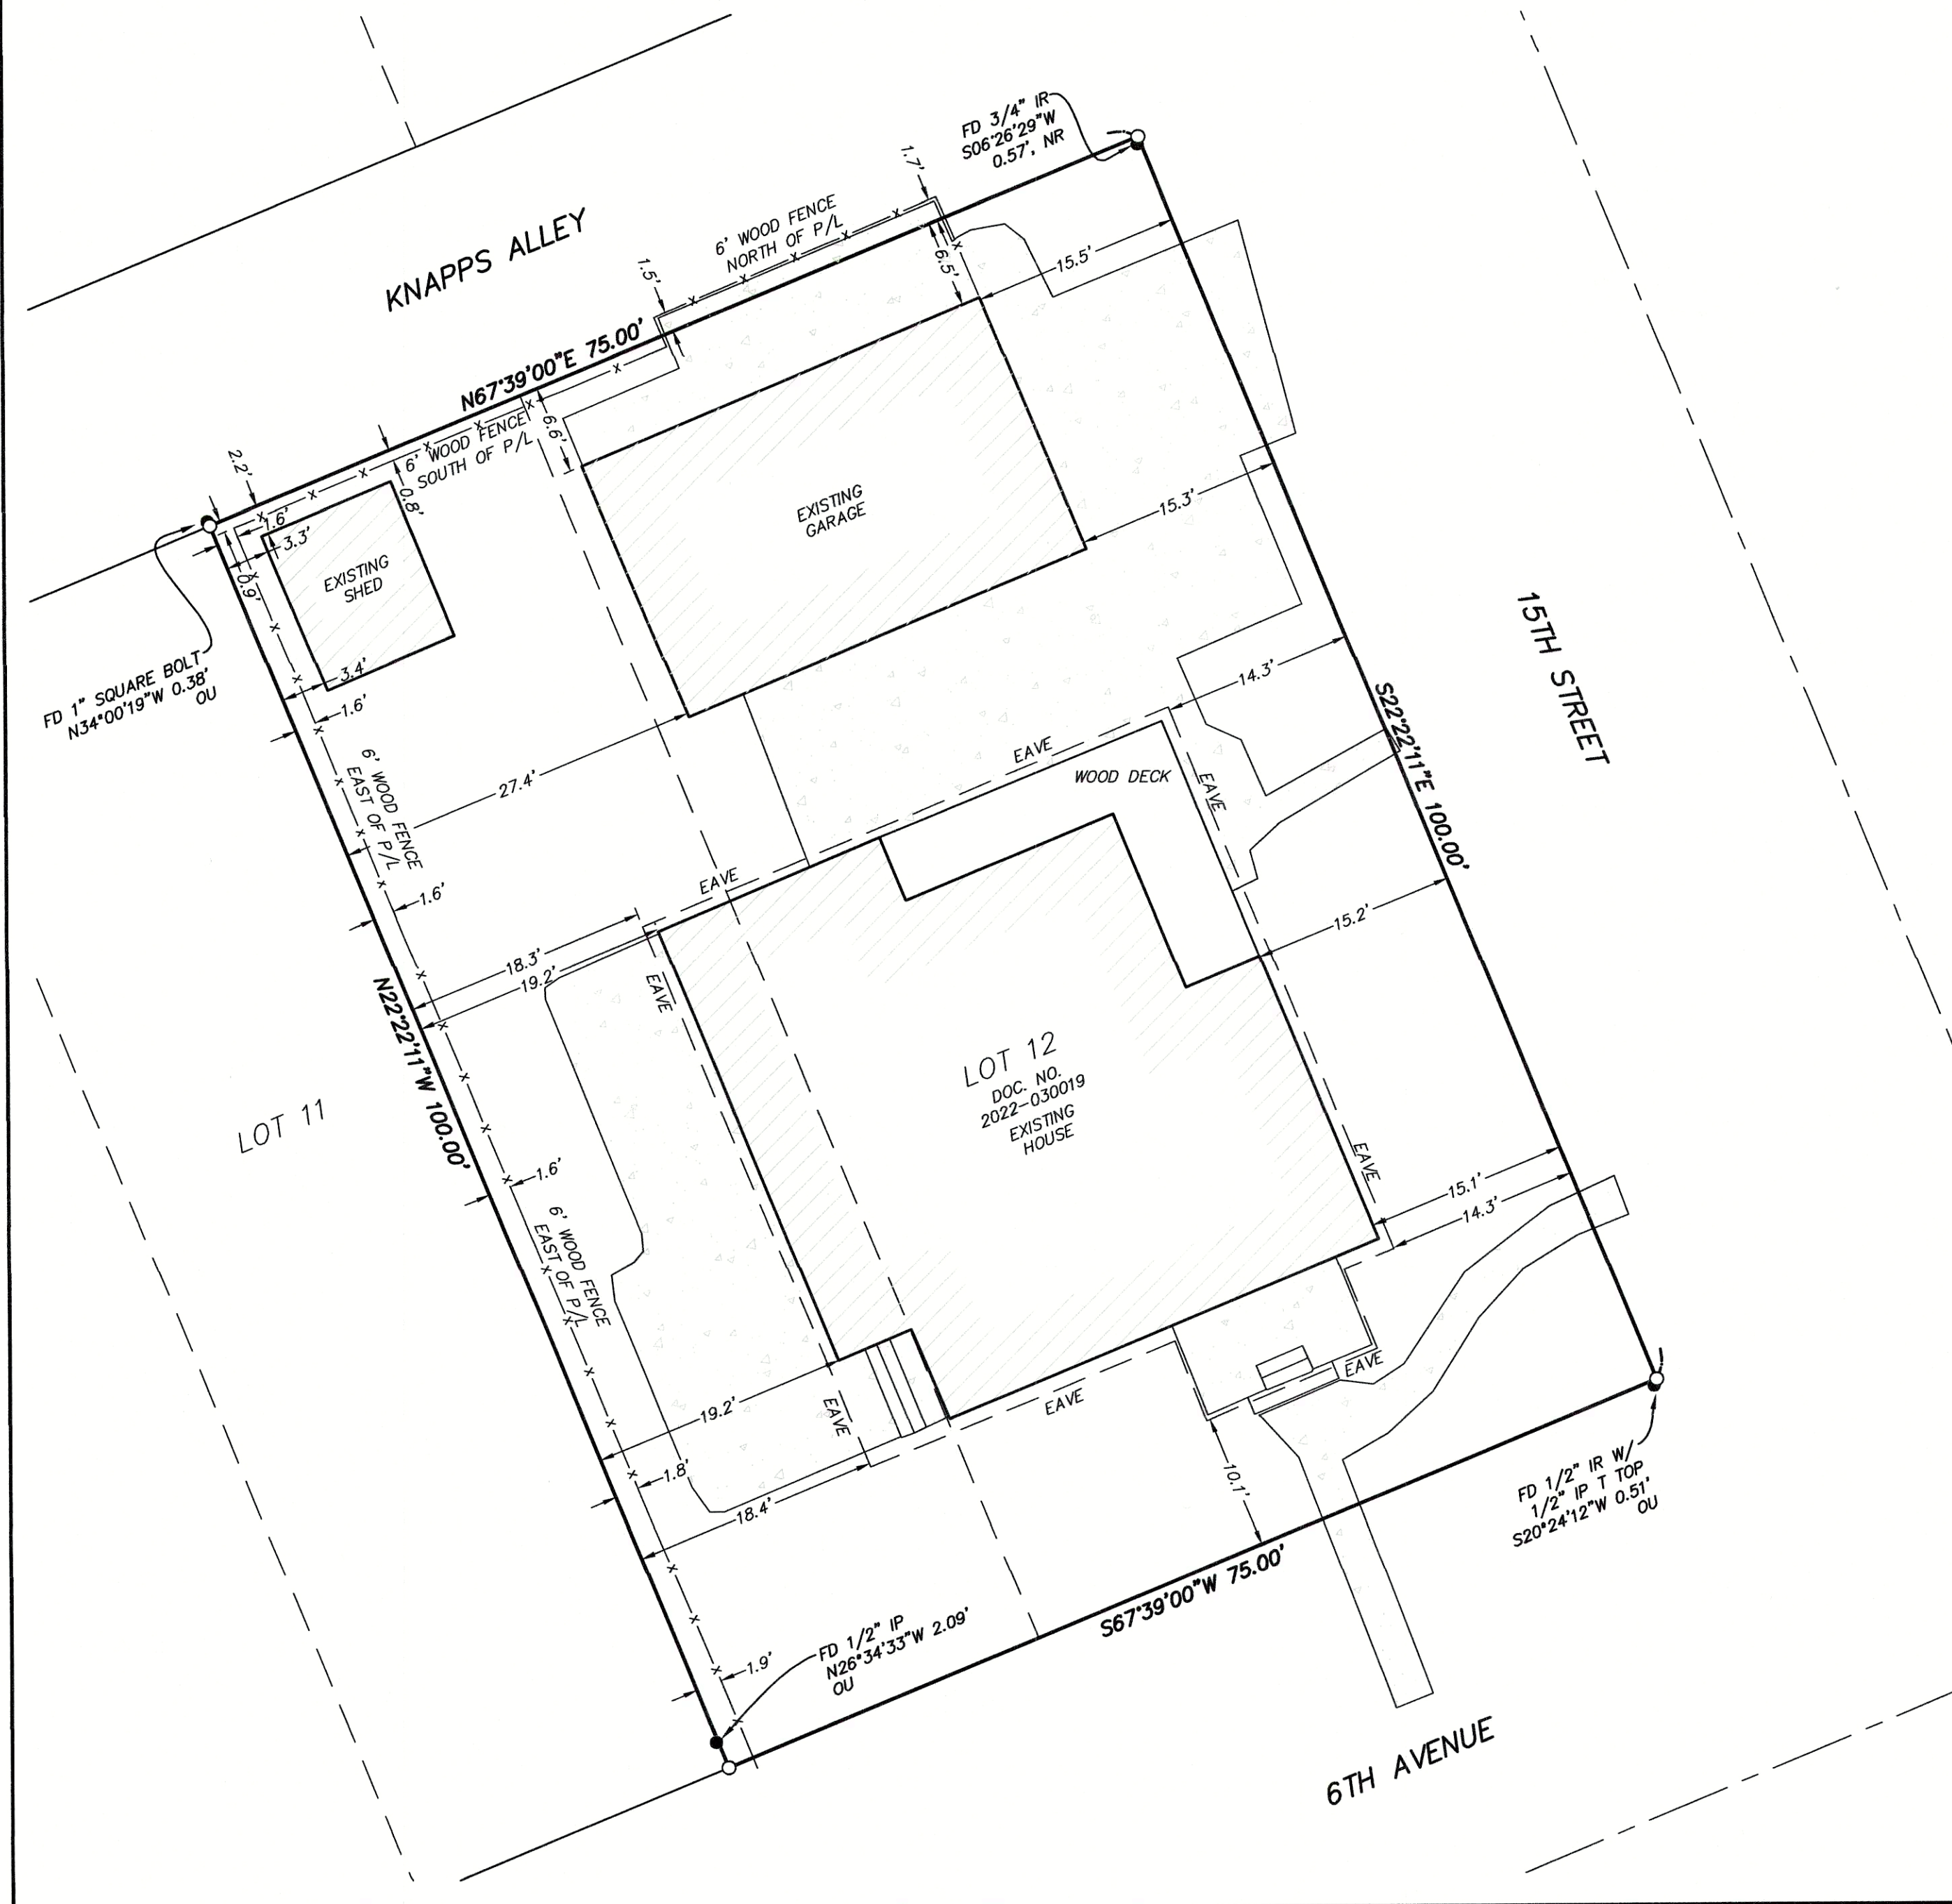 FD 3/4" IR
S06°26'29"W
0.57', NR
1.7'
6' WOOD FENCE
NORTH OF P/L
KNAPPS ALLEY
1.5'
6.5'
15.5'
N67°39'00"E 75.00'
6' WOOD FENCE
SOUTH OF P/L
6.6'
2.2'
0.8'
1.6'
3.3'
0.9'
EXISTING
SHED
EXISTING
GARAGE
15.3'
15TH STREET
3.4'
1.6'
FD 1" SQUARE BOLT
N34°00'19"W 0.38'
OU
14.3'
S22°22'11"E 100.00'
6' WOOD FENCE
EAST OF P/L
27.4'
EAVE
WOOD DECK
EAVE
EAVE
1.6'
15.2'
18.3'
19.2'
EAVE
N22°22'11"W 100.00'
LOT 11
LOT 12
DOC. NO.
2022-030019
EXISTING
HOUSE
1.6'
EAVE
15.1'
14.3'
6' WOOD FENCE
EAST OF P/L
EAVE
19.2'
EAVE
EAVE
1.8'
18.4'
10.1'
FD 1/2" IR W/
1/2" IP T TOP
S20°24'12"W 0.51'
OU
S67°39'00"W 75.00'
FD 1/2" IP
N26°34'33"W 2.09'
OU
1.9'
6TH AVENUE